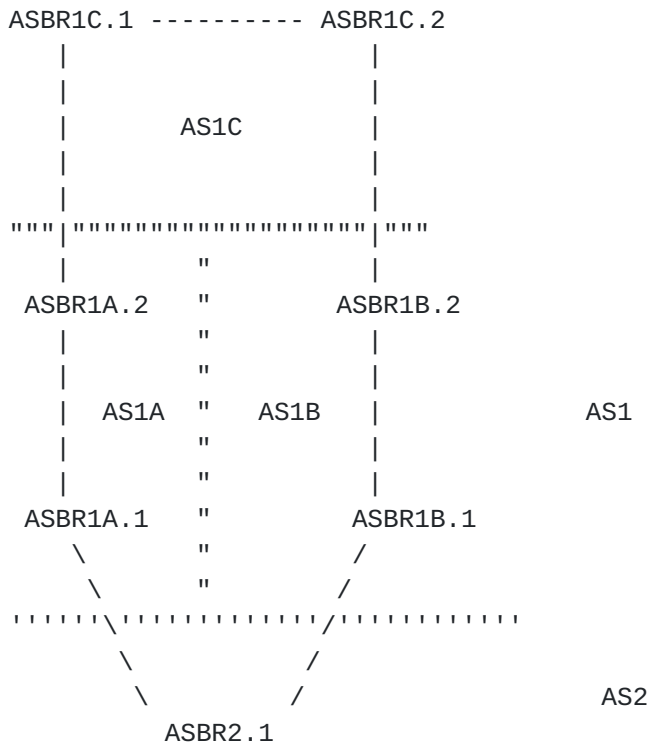 ASBR1C.1 ---------- ASBR1C.2
| |
| |
| AS1C |
| |
| |
"""|"""""""""""""""""""|"""
| " |
ASBR1A.2 " ASBR1B.2
| " |
| " |
| AS1A " AS1B | AS1
| " |
| " |
ASBR1A.1 " ASBR1B.1
\ " /
\ " /
''''''\'''''''''''''/''''''''''''
\ /
\ / AS2
ASBR2.1